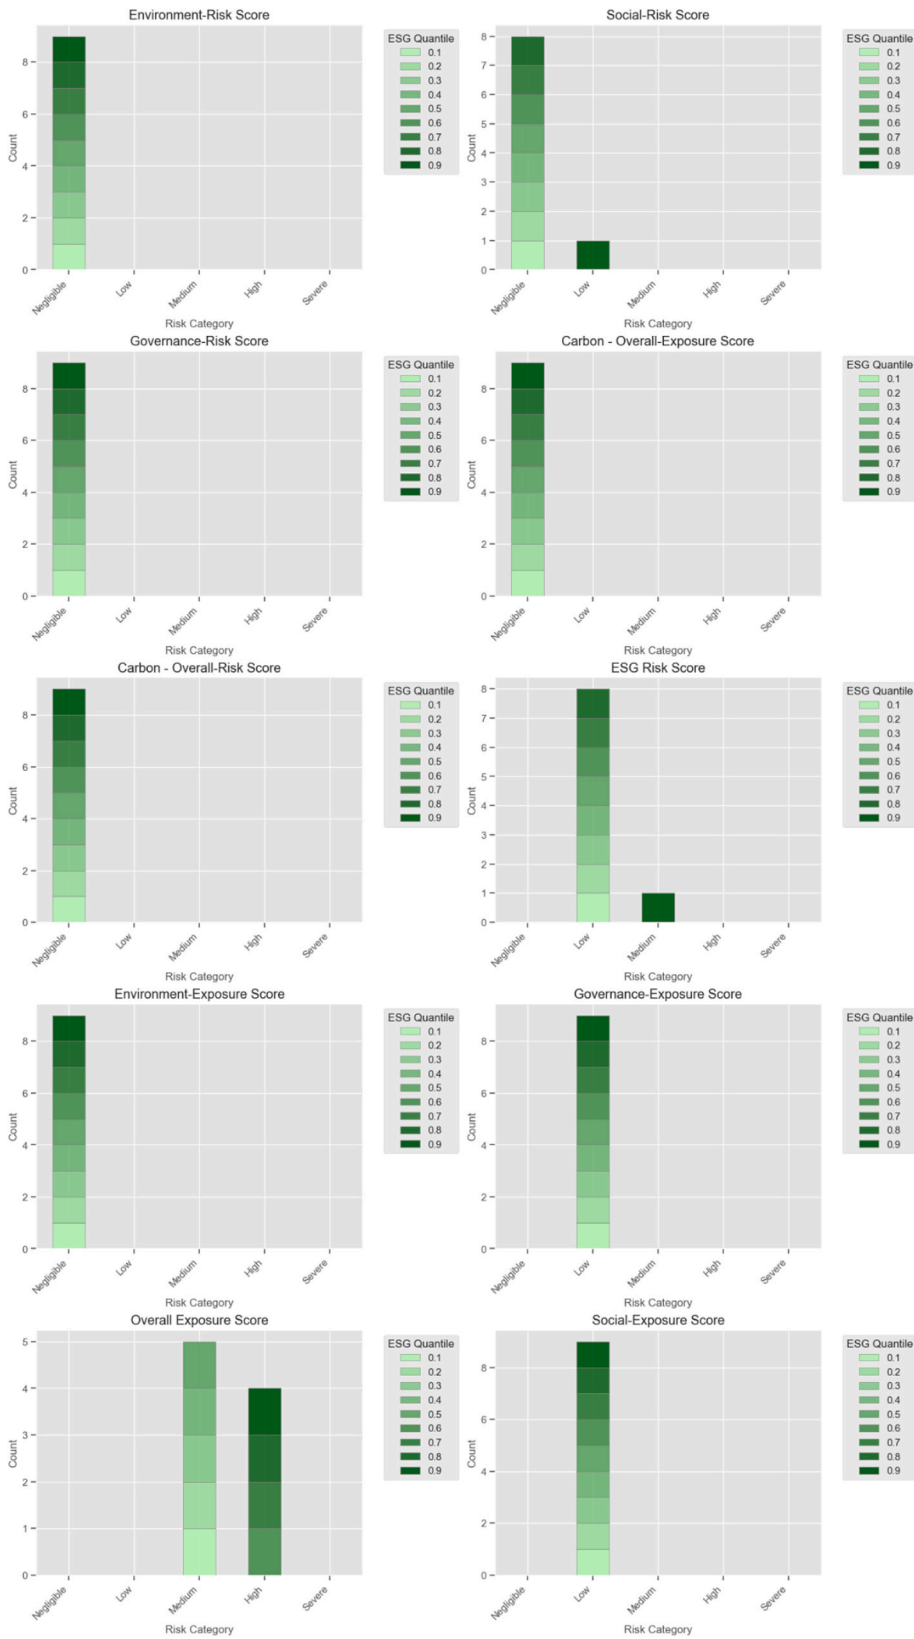 Environment-Risk Score
Count
0
2
4
6
8
Negligible
Low
Medium
High
Severe
Risk Category
ESG Quantile
0.1
0.2
0.3
0.4
0.5
0.6
0.7
0.8
0.9
Social-Risk Score
Count
0
1
2
3
4
5
6
7
8
Negligible
Low
Medium
High
Severe
Risk Category
ESG Quantile
0.1
0.2
0.3
0.4
0.5
0.6
0.7
0.8
0.9
Governance-Risk Score
Count
0
2
4
6
8
Negligible
Low
Medium
High
Severe
Risk Category
ESG Quantile
0.1
0.2
0.3
0.4
0.5
0.6
0.7
0.8
0.9
Carbon - Overall-Exposure Score
Count
0
2
4
6
8
Negligible
Low
Medium
High
Severe
Risk Category
ESG Quantile
0.1
0.2
0.3
0.4
0.5
0.6
0.7
0.8
0.9
Carbon - Overall-Risk Score
Count
0
2
4
6
8
Negligible
Low
Medium
High
Severe
Risk Category
ESG Quantile
0.1
0.2
0.3
0.4
0.5
0.6
0.7
0.8
0.9
ESG Risk Score
Count
0
1
2
3
4
5
6
7
8
Negligible
Low
Medium
High
Severe
Risk Category
ESG Quantile
0.1
0.2
0.3
0.4
0.5
0.6
0.7
0.8
0.9
Environment-Exposure Score
Count
0
2
4
6
8
Negligible
Low
Medium
High
Severe
Risk Category
ESG Quantile
0.1
0.2
0.3
0.4
0.5
0.6
0.7
0.8
0.9
Governance-Exposure Score
Count
0
2
4
6
8
Negligible
Low
Medium
High
Severe
Risk Category
ESG Quantile
0.1
0.2
0.3
0.4
0.5
0.6
0.7
0.8
0.9
Overall Exposure Score
Count
0
1
2
3
4
5
Negligible
Low
Medium
High
Severe
Risk Category
ESG Quantile
0.1
0.2
0.3
0.4
0.5
0.6
0.7
0.8
0.9
Social-Exposure Score
Count
0
2
4
6
8
Negligible
Low
Medium
High
Severe
Risk Category
ESG Quantile
0.1
0.2
0.3
0.4
0.5
0.6
0.7
0.8
0.9